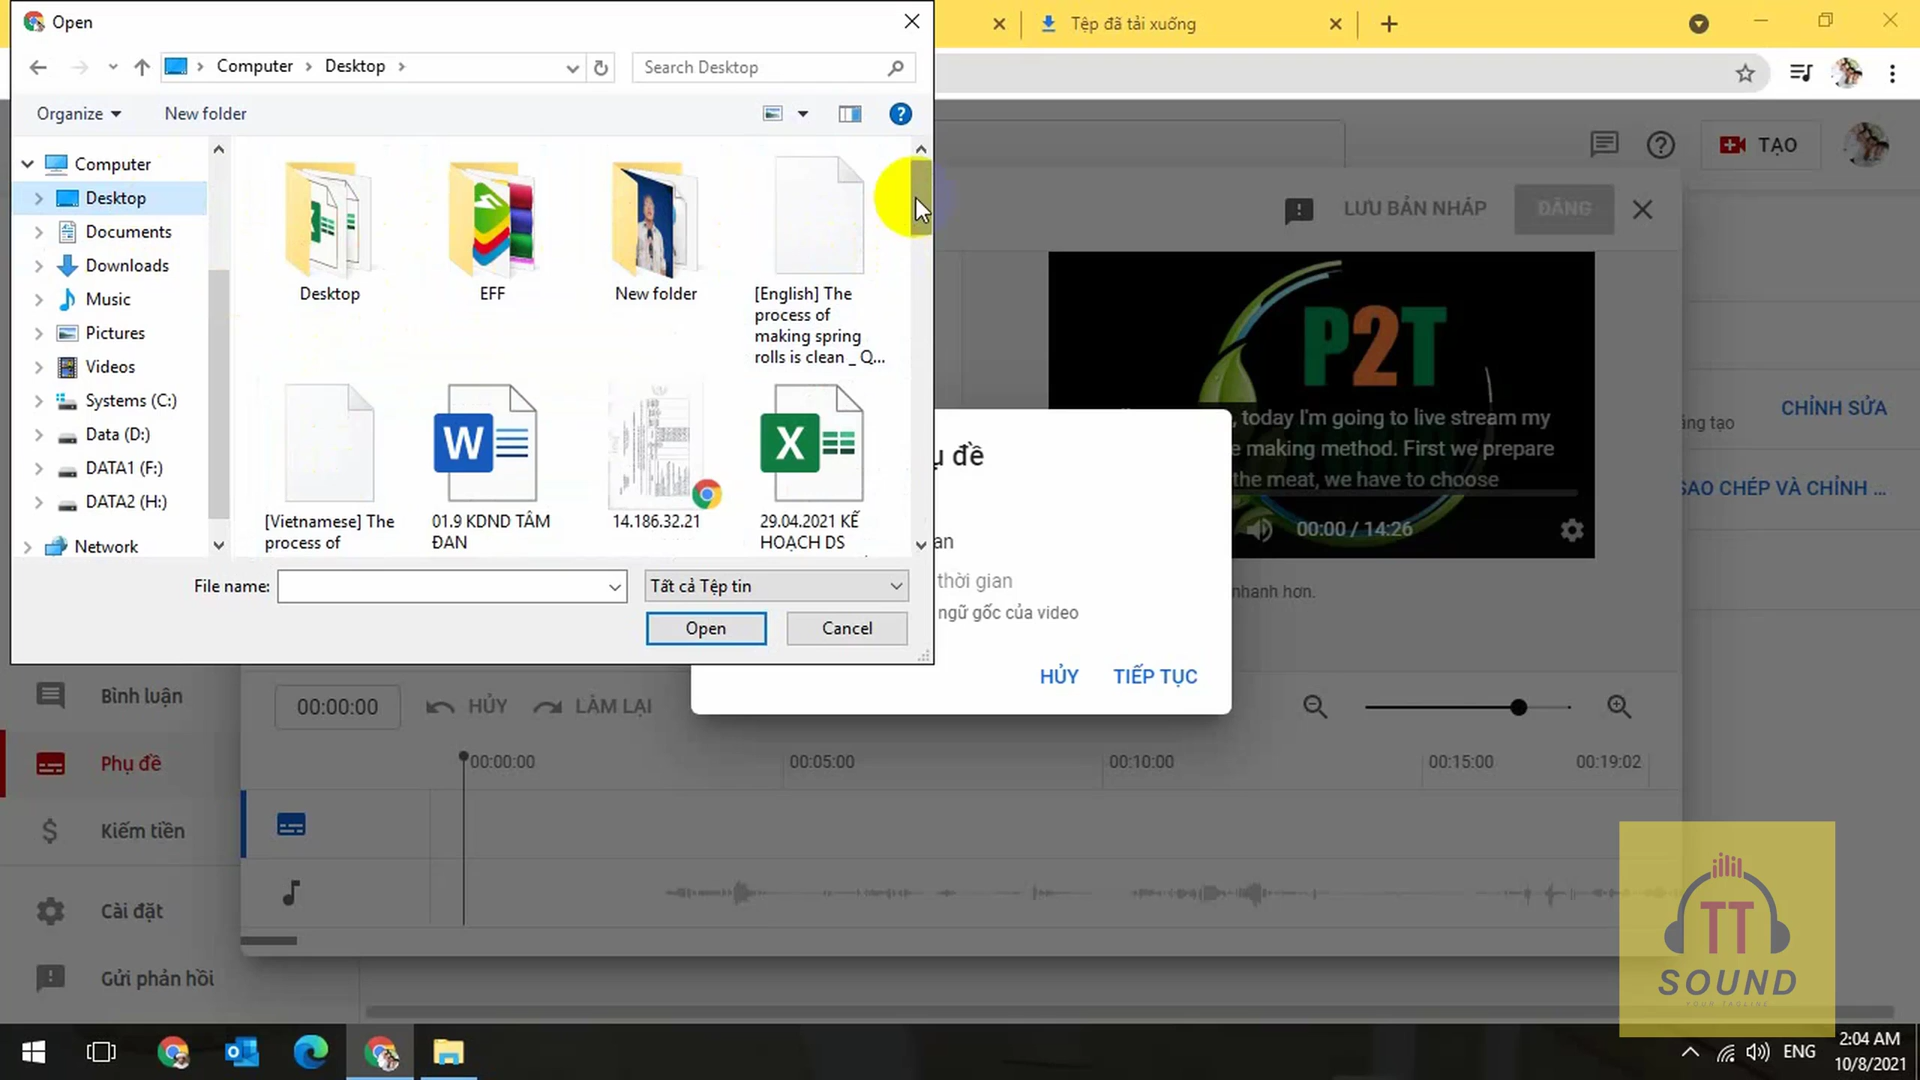 Open
Tệp đã tải xuống
Computer
Desktop
Search Desktop
Organize
New folder
TẠO
Computer
Desktop
Documents
Downloads
Music
Pictures
Videos
Systems (C:)
Data (D:)
DATA1 (F:)
DATA2 (H:)
Network
Desktop
EFF
New folder
[English] The
process of
making spring
rolls is clean _ Q...
[Vietnamese] The
process of
01.9 KDND TÂM
ĐAN
14.186.32.21
29.04.2021 KẾ
HOẠCH DS
File name:
Tất cả Tệp tin
Open
Cancel
LƯU BẢN NHÁP
ĐĂNG
P2T
, today I'm going to live stream my
making method. First we prepare
the meat, we have to choose
00:00 / 14:26
CHỈNH SỬA
SAO CHÉP VÀ CHỈNH ...
nhanh hơn.
đề
thời gian
ngữ gốc của video
HỦY
TIẾP TỤC
Bình luận
Phụ đề
Kiếm tiền
Cài đặt
Gửi phản hồi
00:00:00
HỦY
LÀM LẠI
00:00:00
00:05:00
00:10:00
00:15:00
00:19:02
TT
SOUND
YOUR TAGLINE
ENG
2:04 AM
10/8/2021